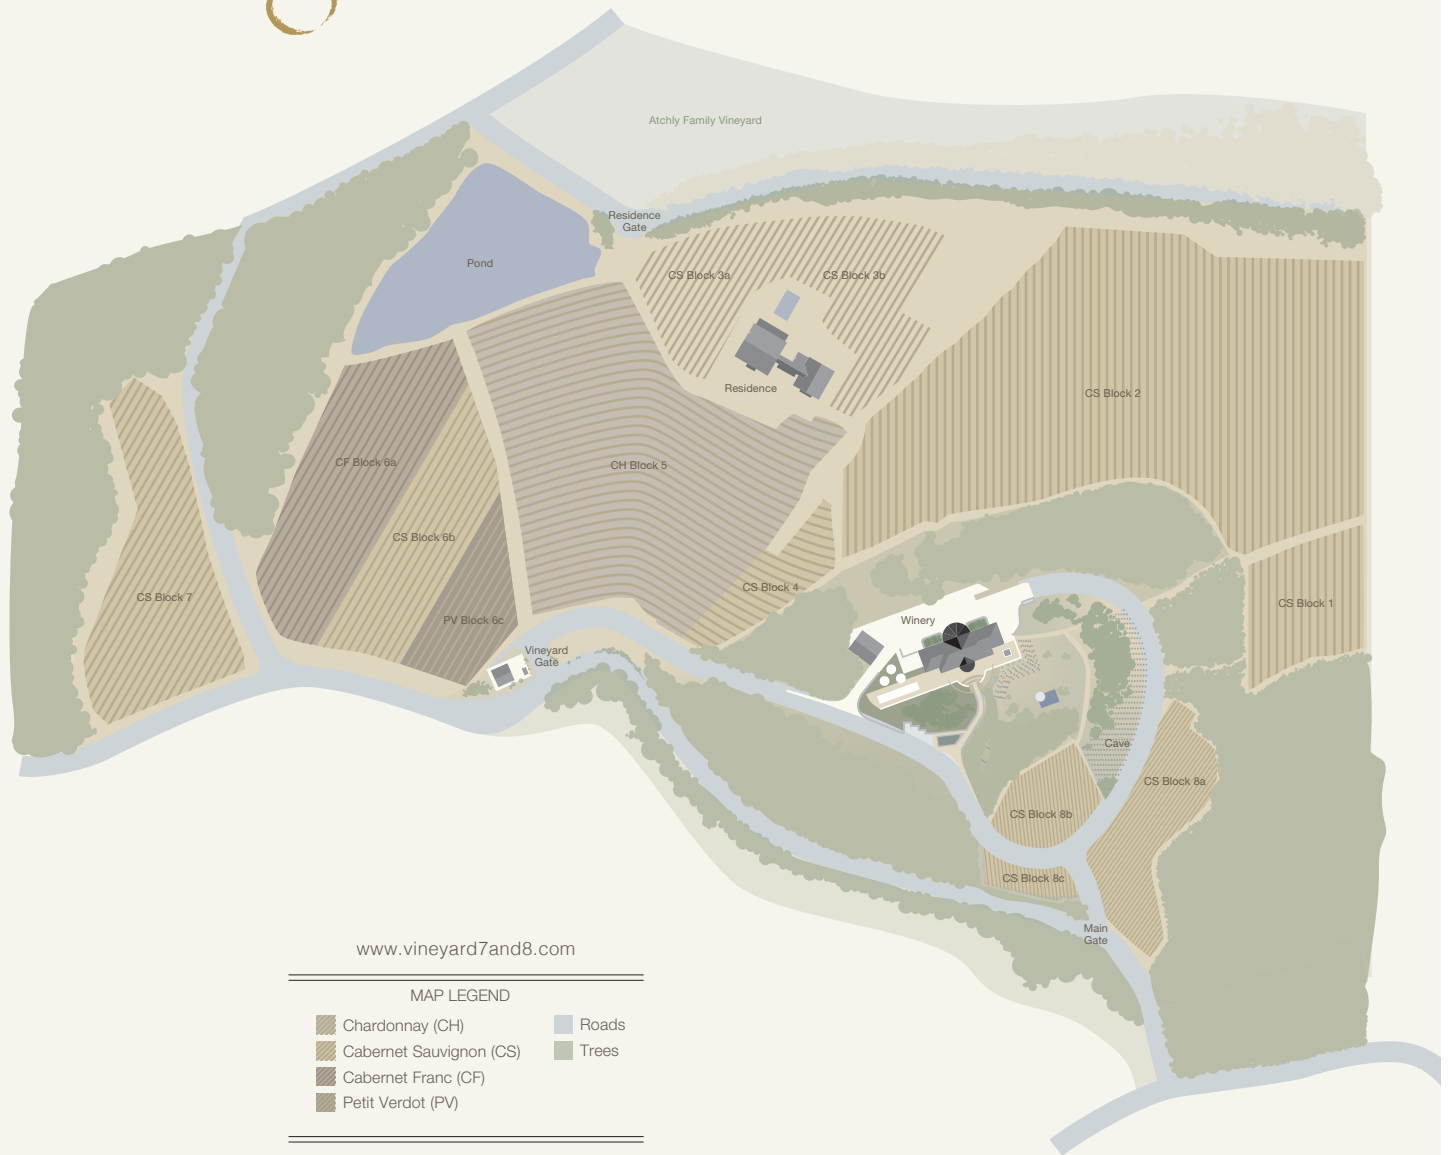 Atchly Family Vineyard
Residence
Gate
Pond
CS Block 3a
CS Block 3b
Residence
CS Block 2
CF Block 6a
CH Block 5
CS Block 6b
CS Block 4
CS Block 7
CS Block 1
PV Block 6c
Winery
Vineyard
Gate
Cave
CS Block 8a
CS Block 8b
CS Block 8c
Main
Gate
www.vineyard7and8.com
MAP LEGEND
Chardonnay (CH)
Cabernet Sauvignon (CS)
Cabernet Franc (CF)
Petit Verdot (PV)
Roads
Trees